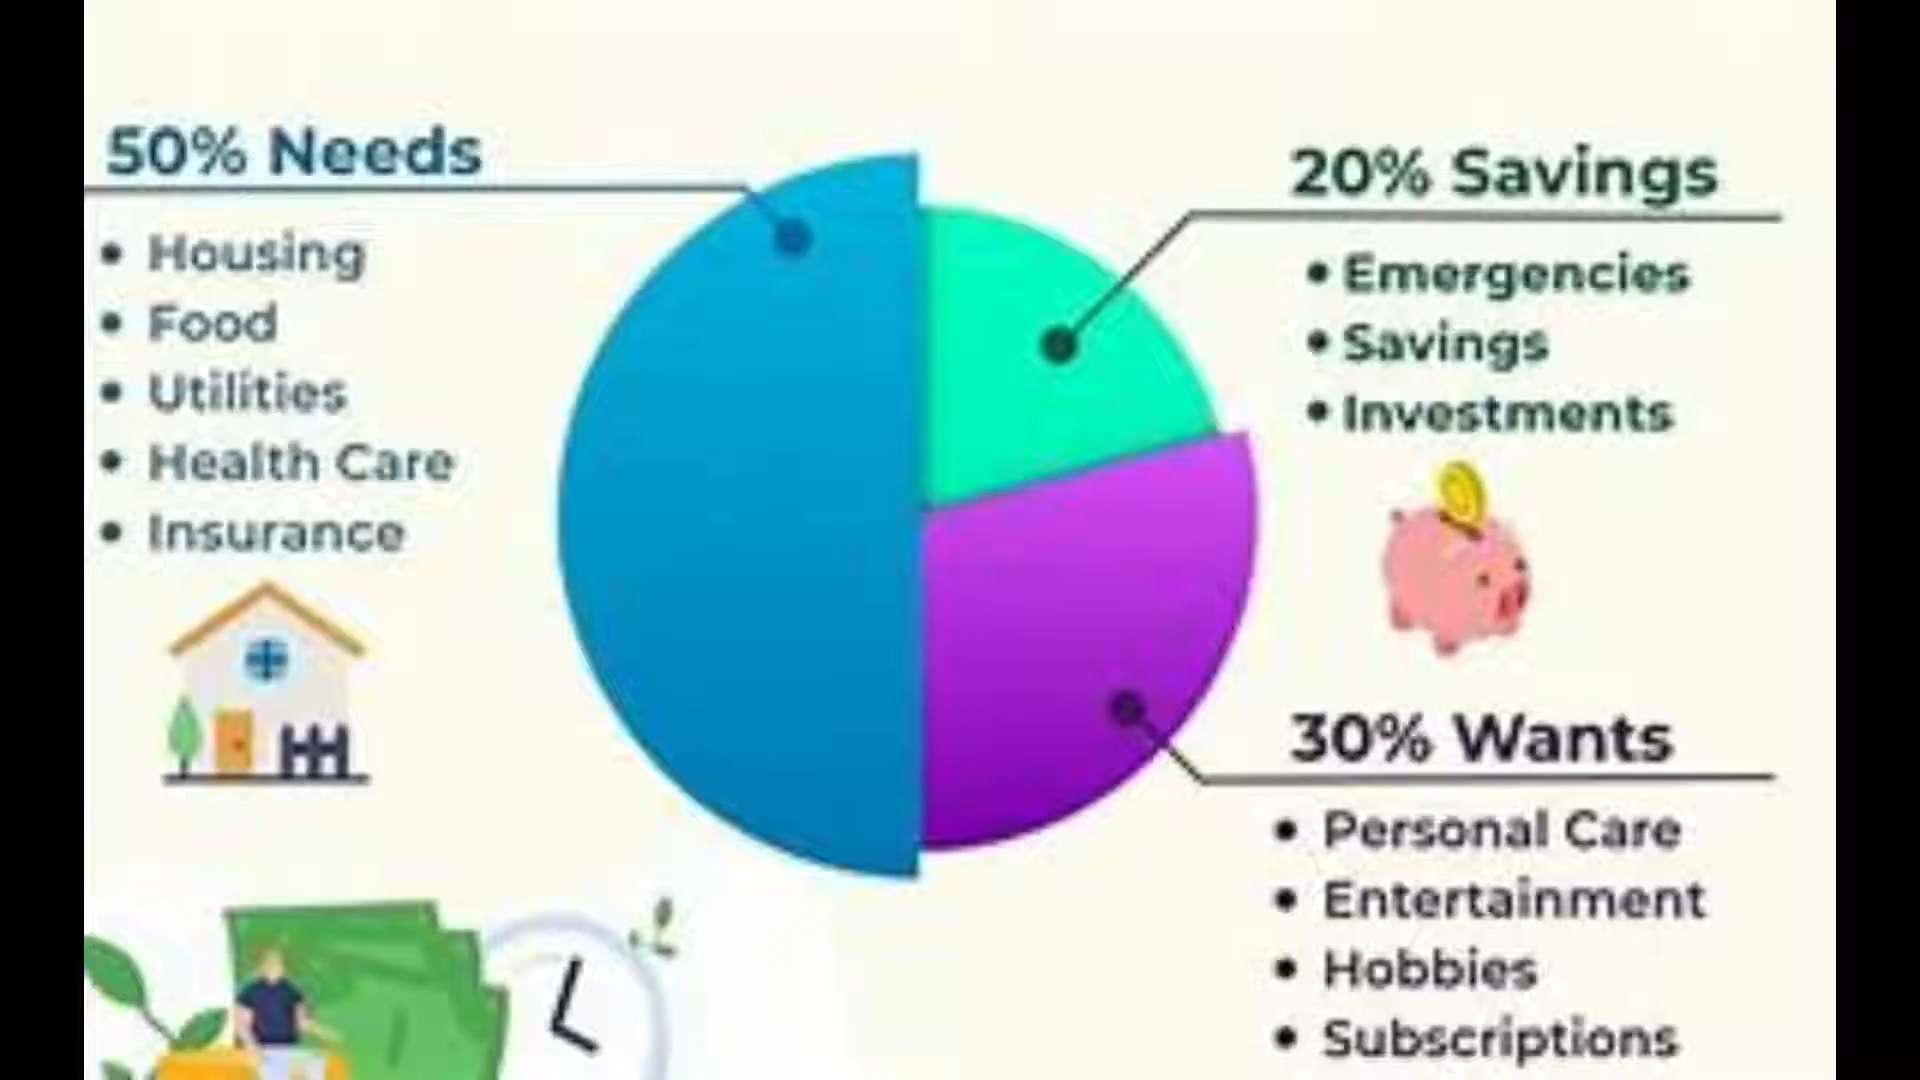 50% Needs
• Housing
• Food
• Utilities
• Health Care
• Insurance
20% Savings
• Emergencies
• Savings
• Investments
30% Wants
• Personal Care
• Entertainment
• Hobbies
• Subscriptions